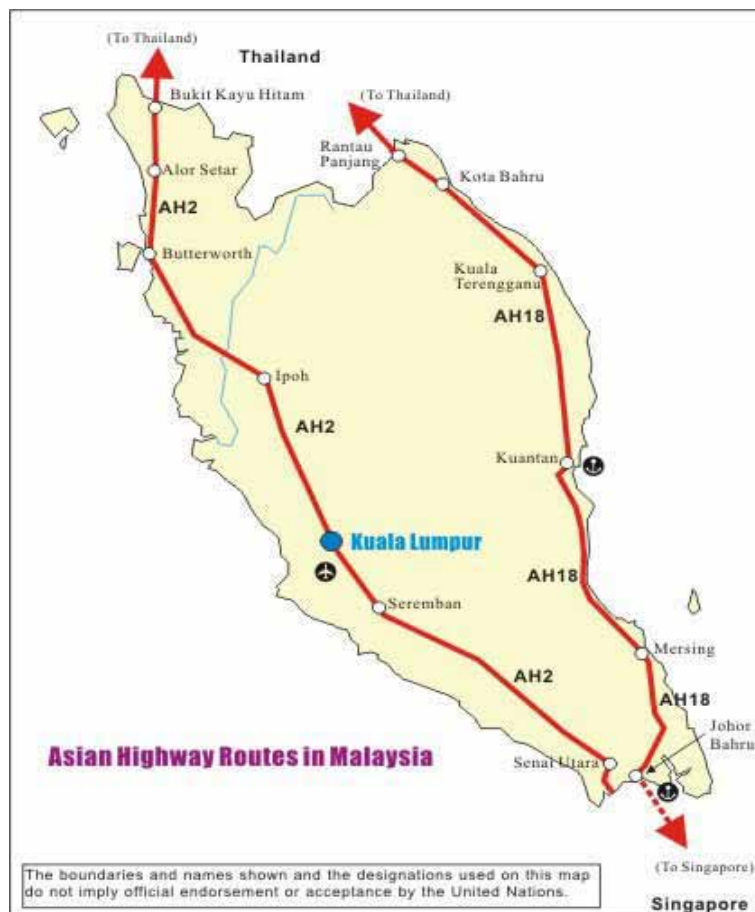 (To Thailand)
Thailand
Bukit Kayu Hitam
(To Thailand)
Rantau
Panjang
Alor Setar
Kota Bahru
AH2
Butterworth
Kuala
Terengganu
AH18
Ipoh
AH2
Kuantan
Kuala Lumpur
AH18
Seremban
Mersing
AH2
AH18
Johor
Bahru
Asian Highway Routes in Malaysia
Senai Utara
The boundaries and names shown and the designations used on this map
do not imply official endorsement or acceptance by the United Nations.
(To Singapore)
Singapore